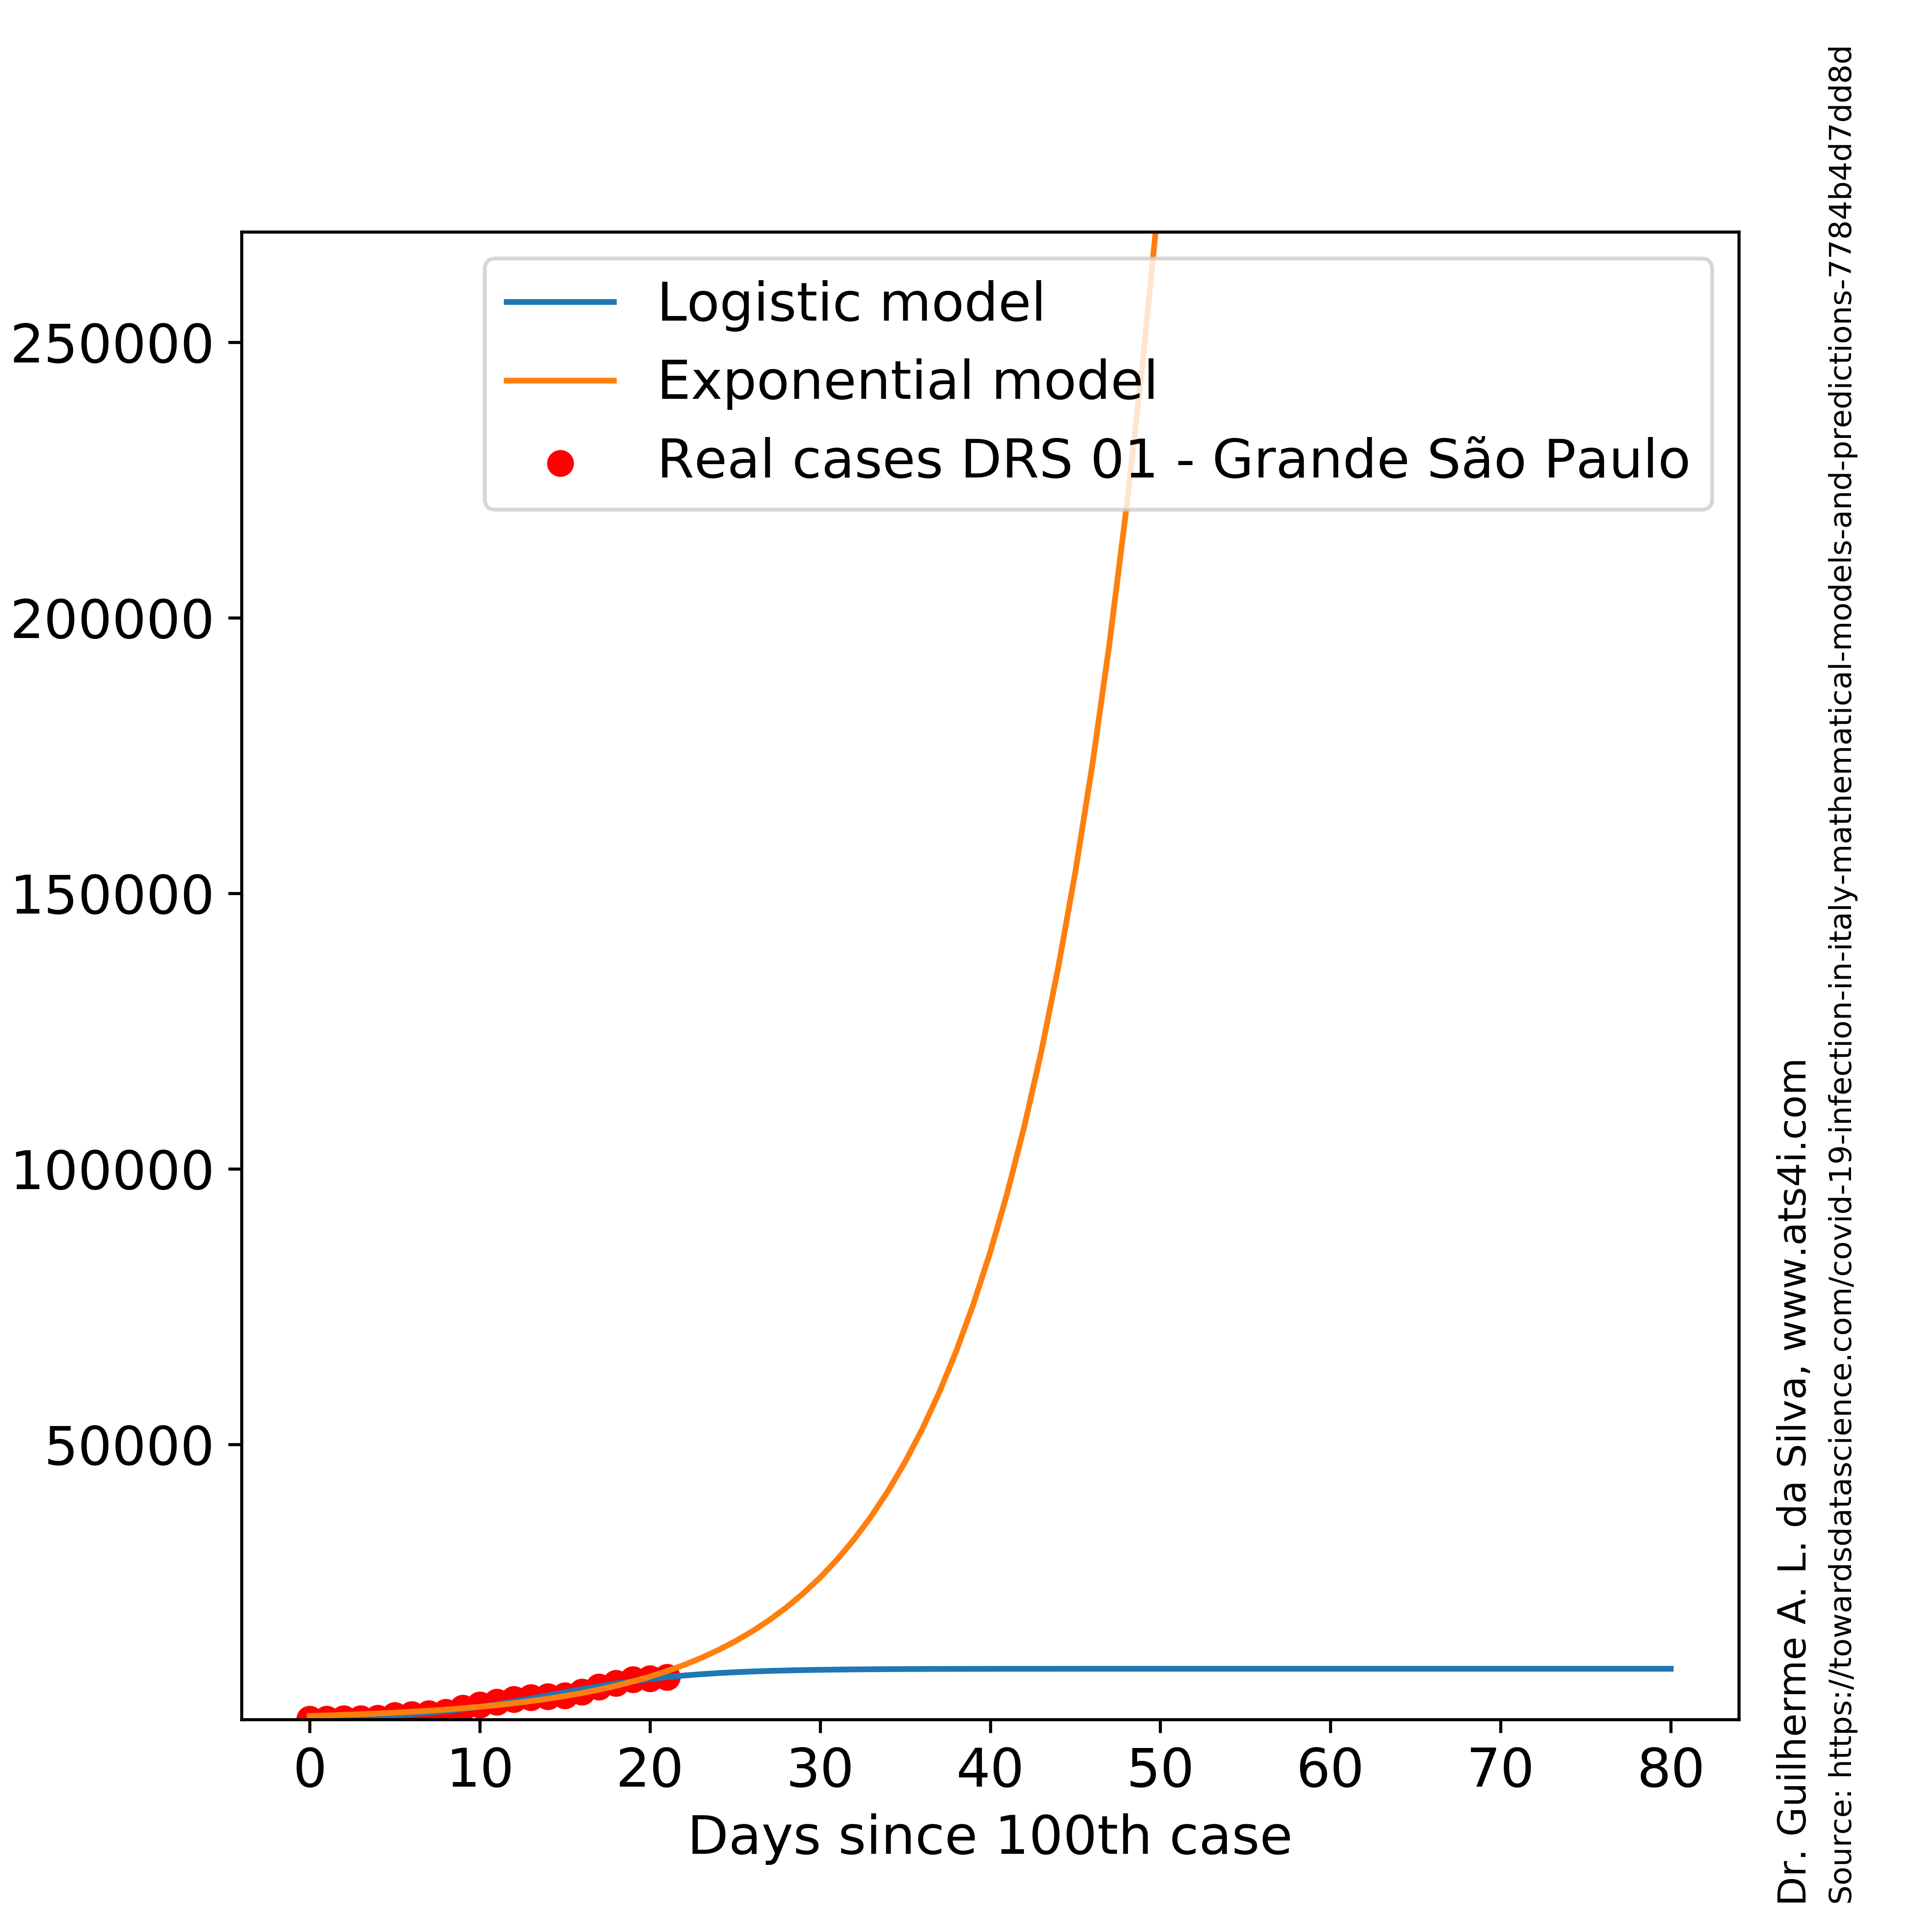 Logistic model
Exponential model
Real cases DRS 01 - Grande São Paulo
250000
200000
150000
100000
50000
0 10 20 30 40 50 60 70 80
Days since 100th case
Dr. Guilherme A. L. da Silva, www.ats4i.com
Source: https://towardsdatascience.com/covid-19-infection-in-italy-mathematical-models-and-predictions-7784b4d7dd8d